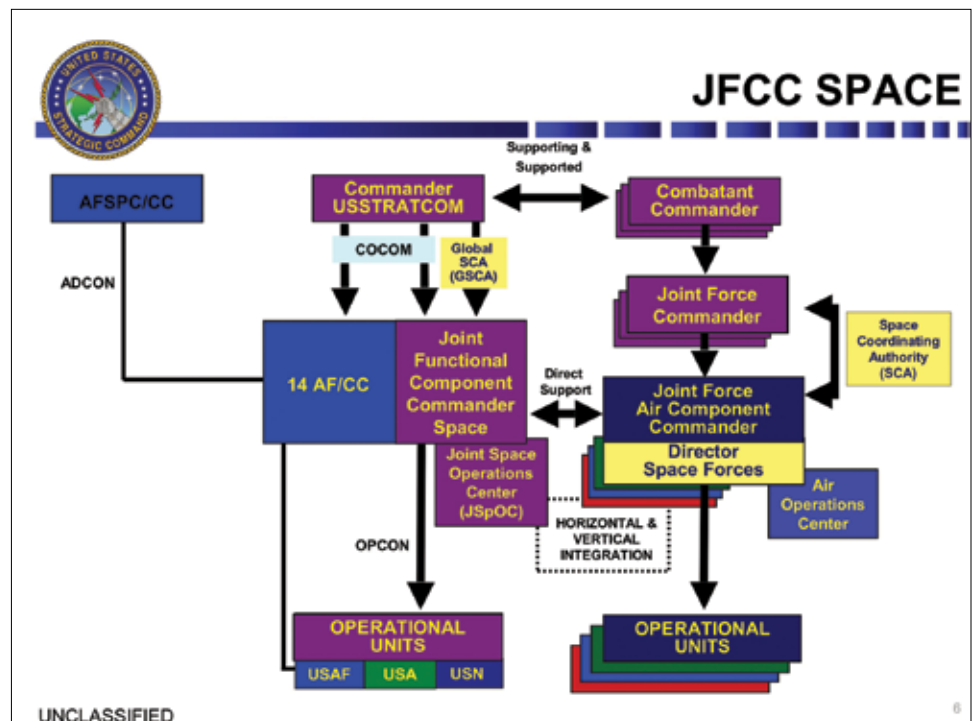 JFCC SPACE
UNITED STATES
STRATEGIC COMMAND
Supporting &
Supported
AFSPC/CC
Commander
USSTRATCOM
Combatant
Commander
COCOM
Global
SCA
(GSCA)
ADCON
Joint Force
Commander
Space
Coordinating
Authority
(SCA)
14 AF/CC
Joint
Functional
Component
Commander
Space
Direct
Support
Joint Force
Air Component
Commander
Director
Space Forces
Joint Space
Operations
Center
(JSpOC)
Air
Operations
Center
HORIZONTAL &
VERTICAL
INTEGRATION
OPCON
OPERATIONAL
UNITS
USAF
USA
USN
OPERATIONAL
UNITS
UNCLASSIFIED
6